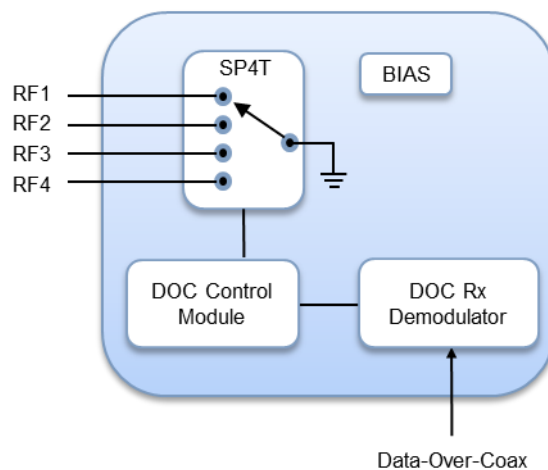 SP4T
BIAS
RF1
RF2
RF3
RF4
DOC Control
Module
DOC Rx
Demodulator
Data-Over-Coax